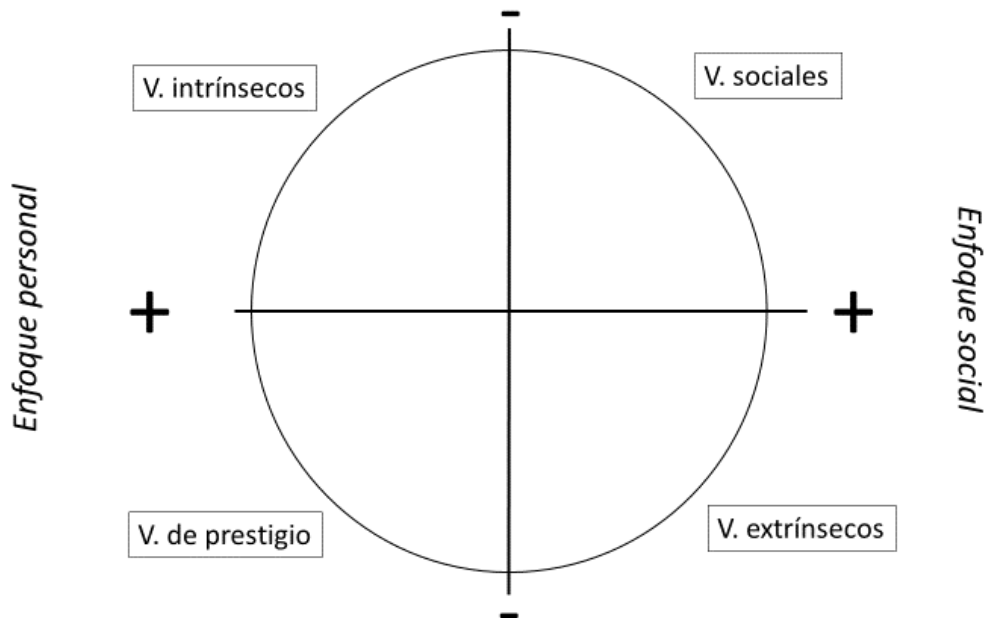 -
V. intrínsecos
V. sociales
Enfoque personal
+
+
Enfoque social
V. de prestigio
V. extrínsecos
-